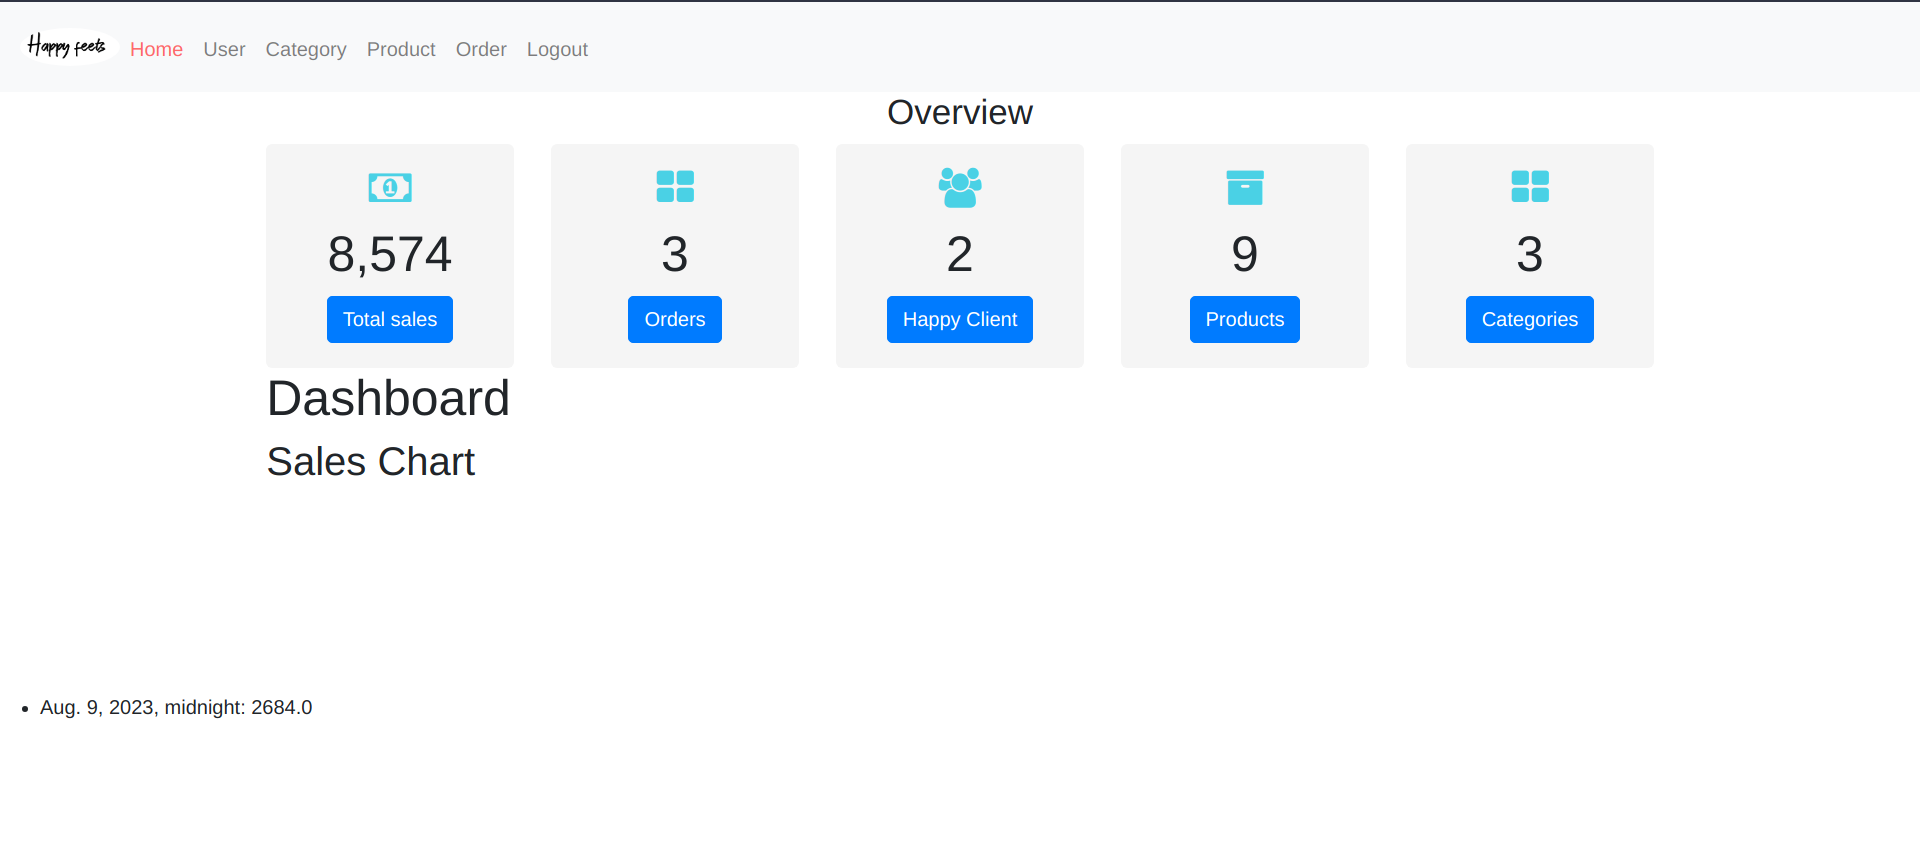 Happy feets Home User Category Product Order Logout
Overview
8,574 3 2 9 3
Total sales Orders Happy Client Products Categories
Dashboard
Sales Chart
• Aug. 9, 2023, midnight: 2684.0